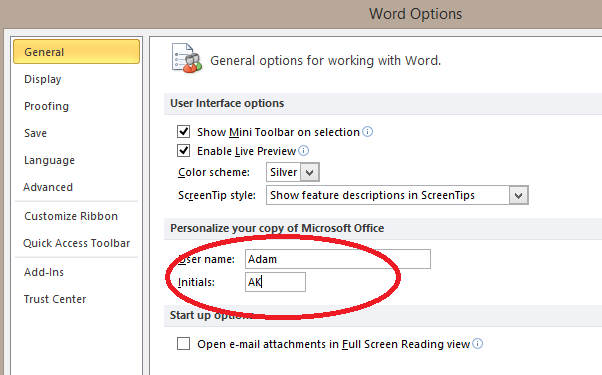 Word Options
General
Display
Proofing
Save
Language
Advanced
Customize Ribbon
Quick Access Toolbar
Add-Ins
Trust Center
General options for working with Word.
User Interface options
Show Mini Toolbar on selection
Enable Live Preview
Color scheme: Silver
ScreenTip style: Show feature descriptions in ScreenTips
Personalize your copy of Microsoft Office
User name: Adam
Initials: AK
Start up options
Open e-mail attachments in Full Screen Reading view